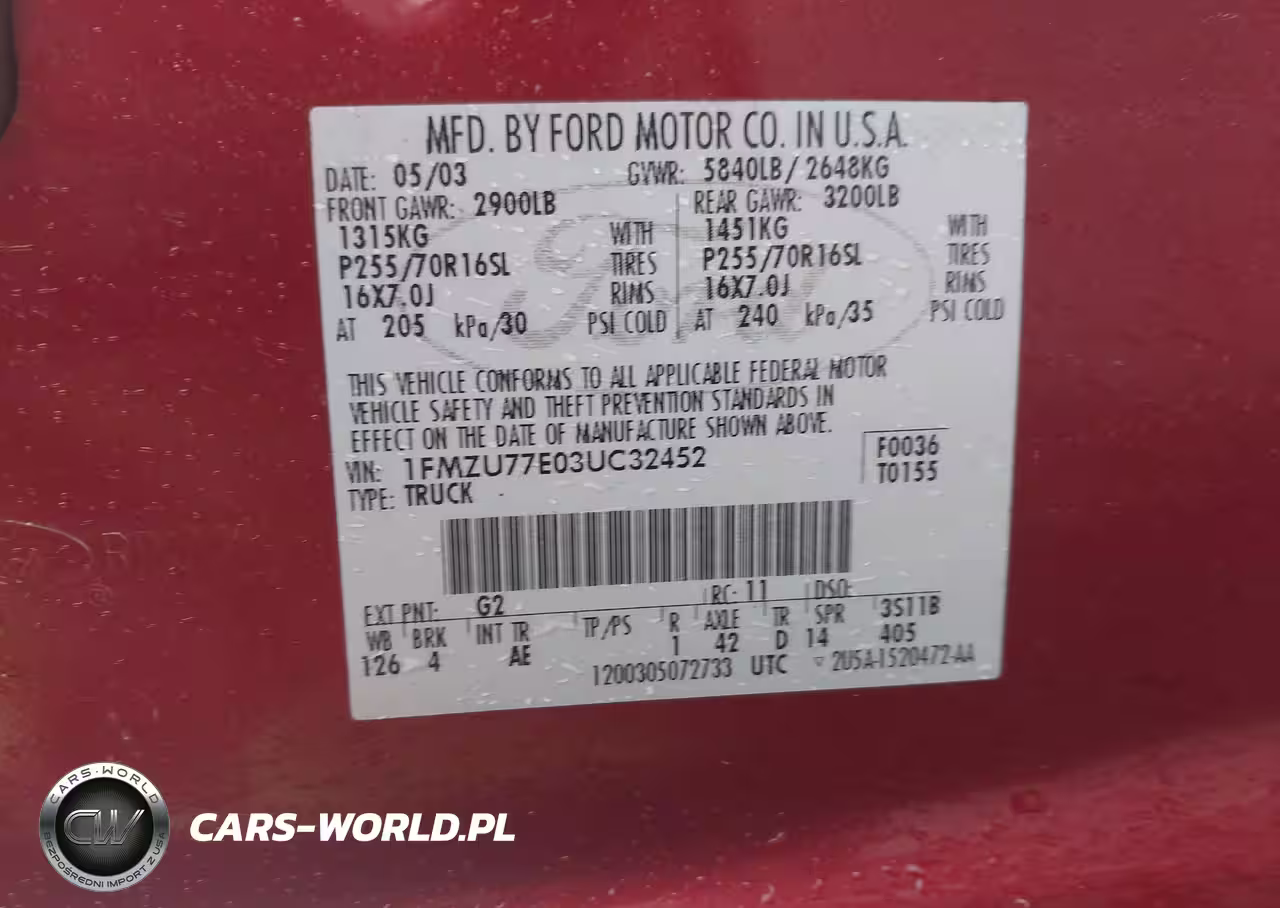 MFD. BY FORD MOTOR CO. IN U.S.A.
DATE: 05/03 GVWR: 5840LB / 2648KG
FRONT GAWR: 2900LB REAR GAWR: 3200LB
1315KG WITH 1451KG WITH
P255/70R16SL TIRES P255/70R16SL TIRES
16X7.0J RIMS 16X7.0J RIMS
AT 205 kPa/30 PSI COLD AT 240 kPa/35 PSI COLD
THIS VEHICLE CONFORMS TO ALL APPLICABLE FEDERAL MOTOR
VEHICLE SAFETY AND THEFT PREVENTION STANDARDS IN
EFFECT ON THE DATE OF MANUFACTURE SHOWN ABOVE.
VIN: 1FMZU77E03UC32452 F0036
TYPE: TRUCK T0155
EXT PNT: G2 RC: 11 DSO:
WB BRK INT TR TP/PS R AXLE TR SPR 3S11B
126 4 AE 1 42 D 14 405
1200305072733 UTC ▽ 2U5A-1520472-AA
CARS-WORLD
CW
BEZPOŚREDNI IMPORT Z USA
CARS-WORLD.PL